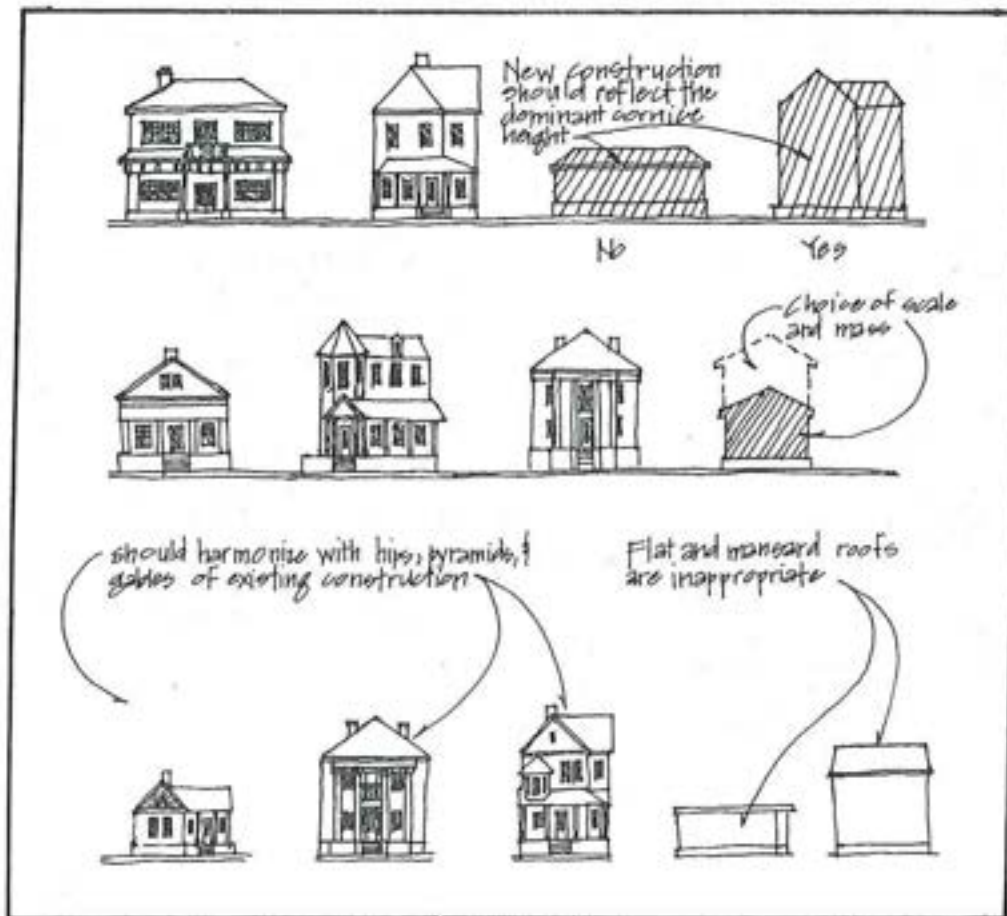 New construction
should reflect the
dominant cornice
height
No
Yes
Choice of scale
and mass
should harmonize with hips, pyramids, &
gables of existing construction
Flat and mansard roofs
are inappropriate